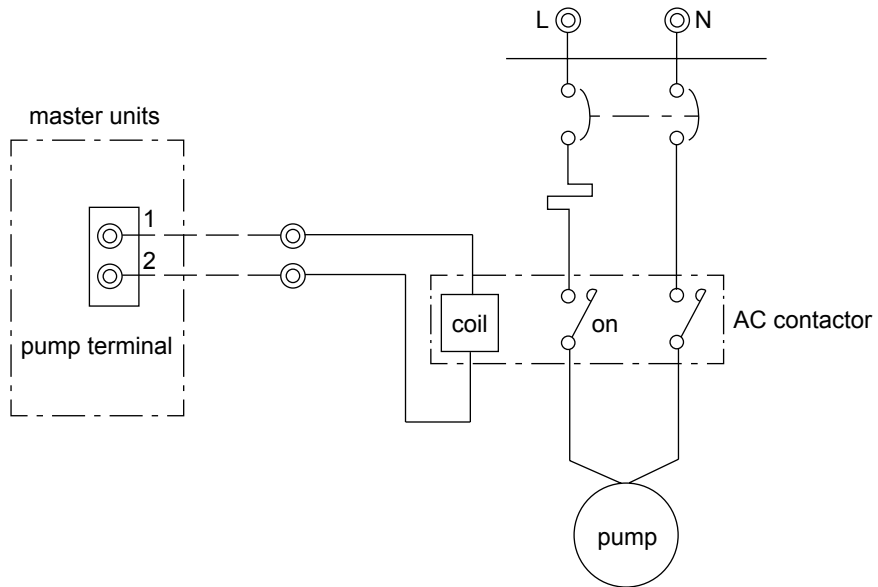 L
N
master units
1
2
pump terminal
coil
on
AC contactor
pump